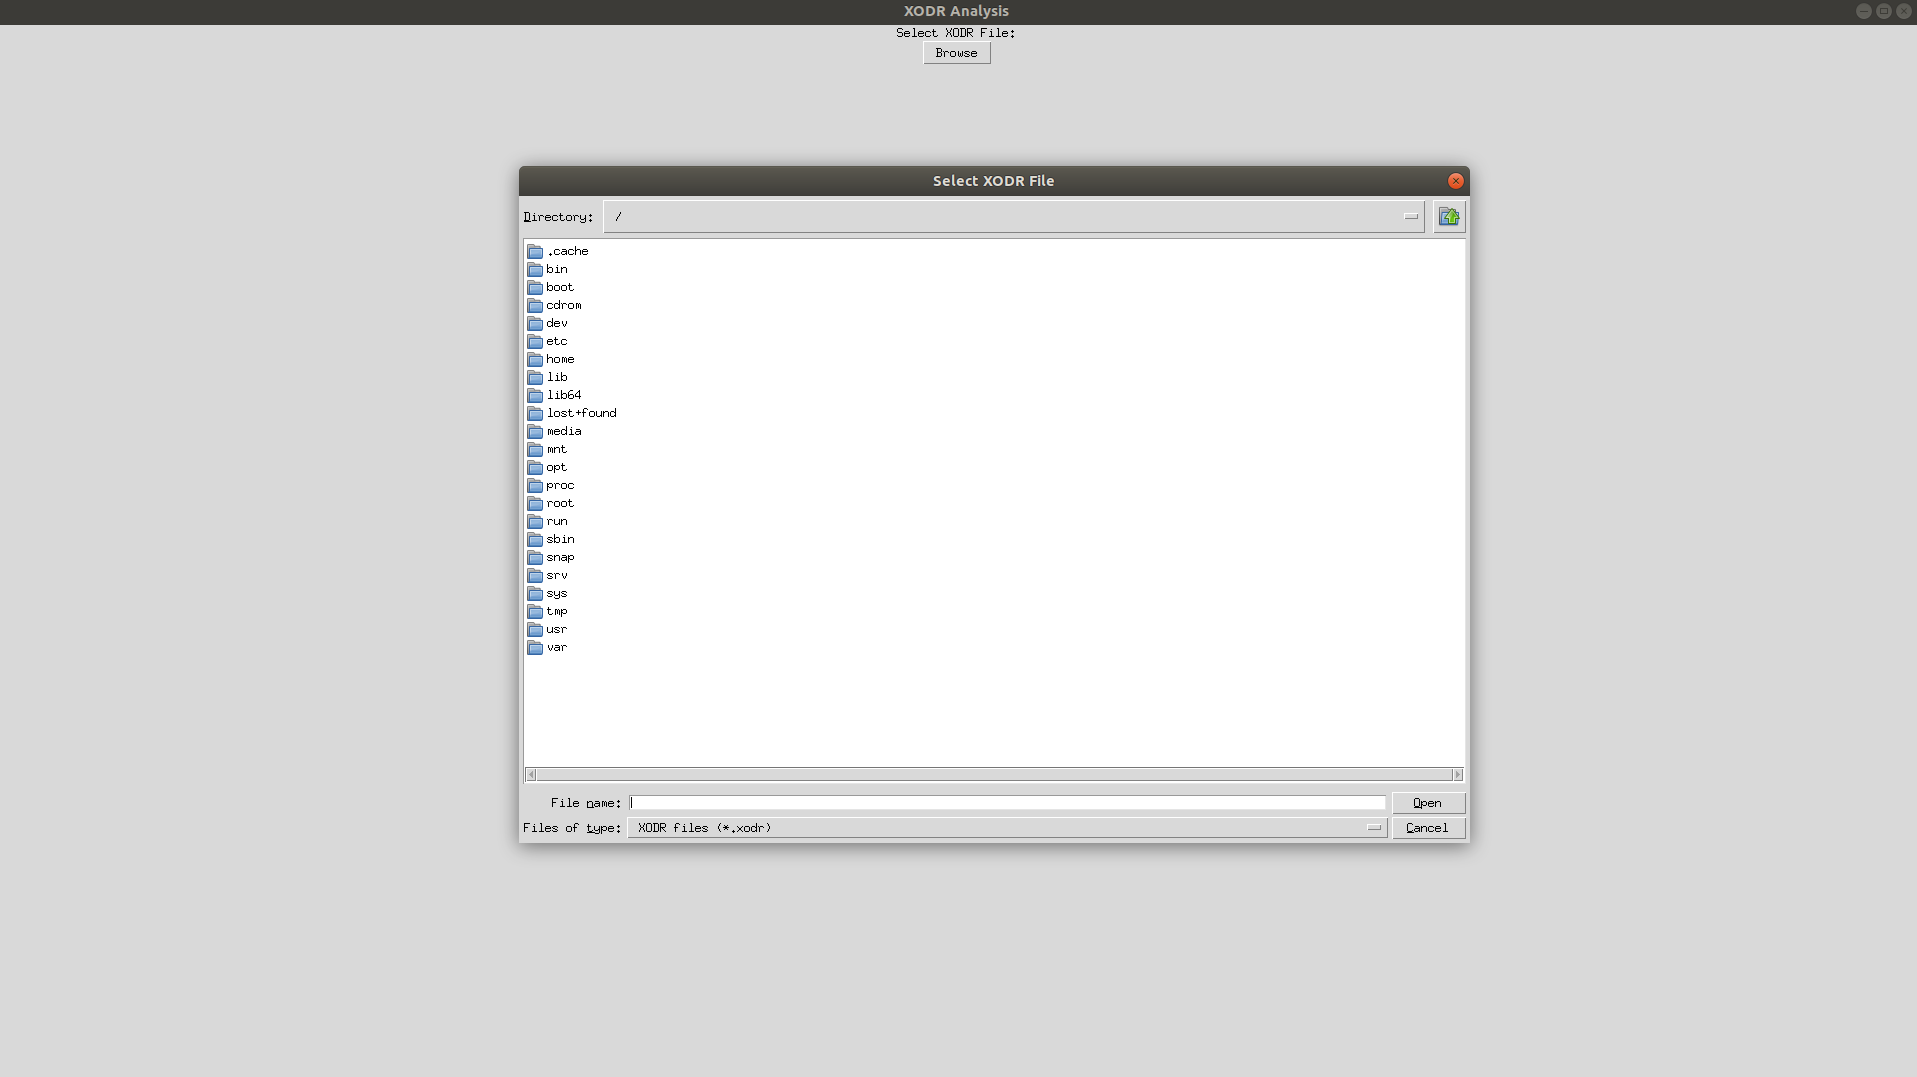 XODR Analysis
Select XODR File:
Browse
Select XODR File
Directory: /
.cache
bin
boot
cdrom
dev
etc
home
lib
lib64
lost+found
media
mnt
opt
proc
root
run
sbin
snap
srv
sys
tmp
usr
var
File name: Open
Files of type: XODR files (*.xodr) Cancel